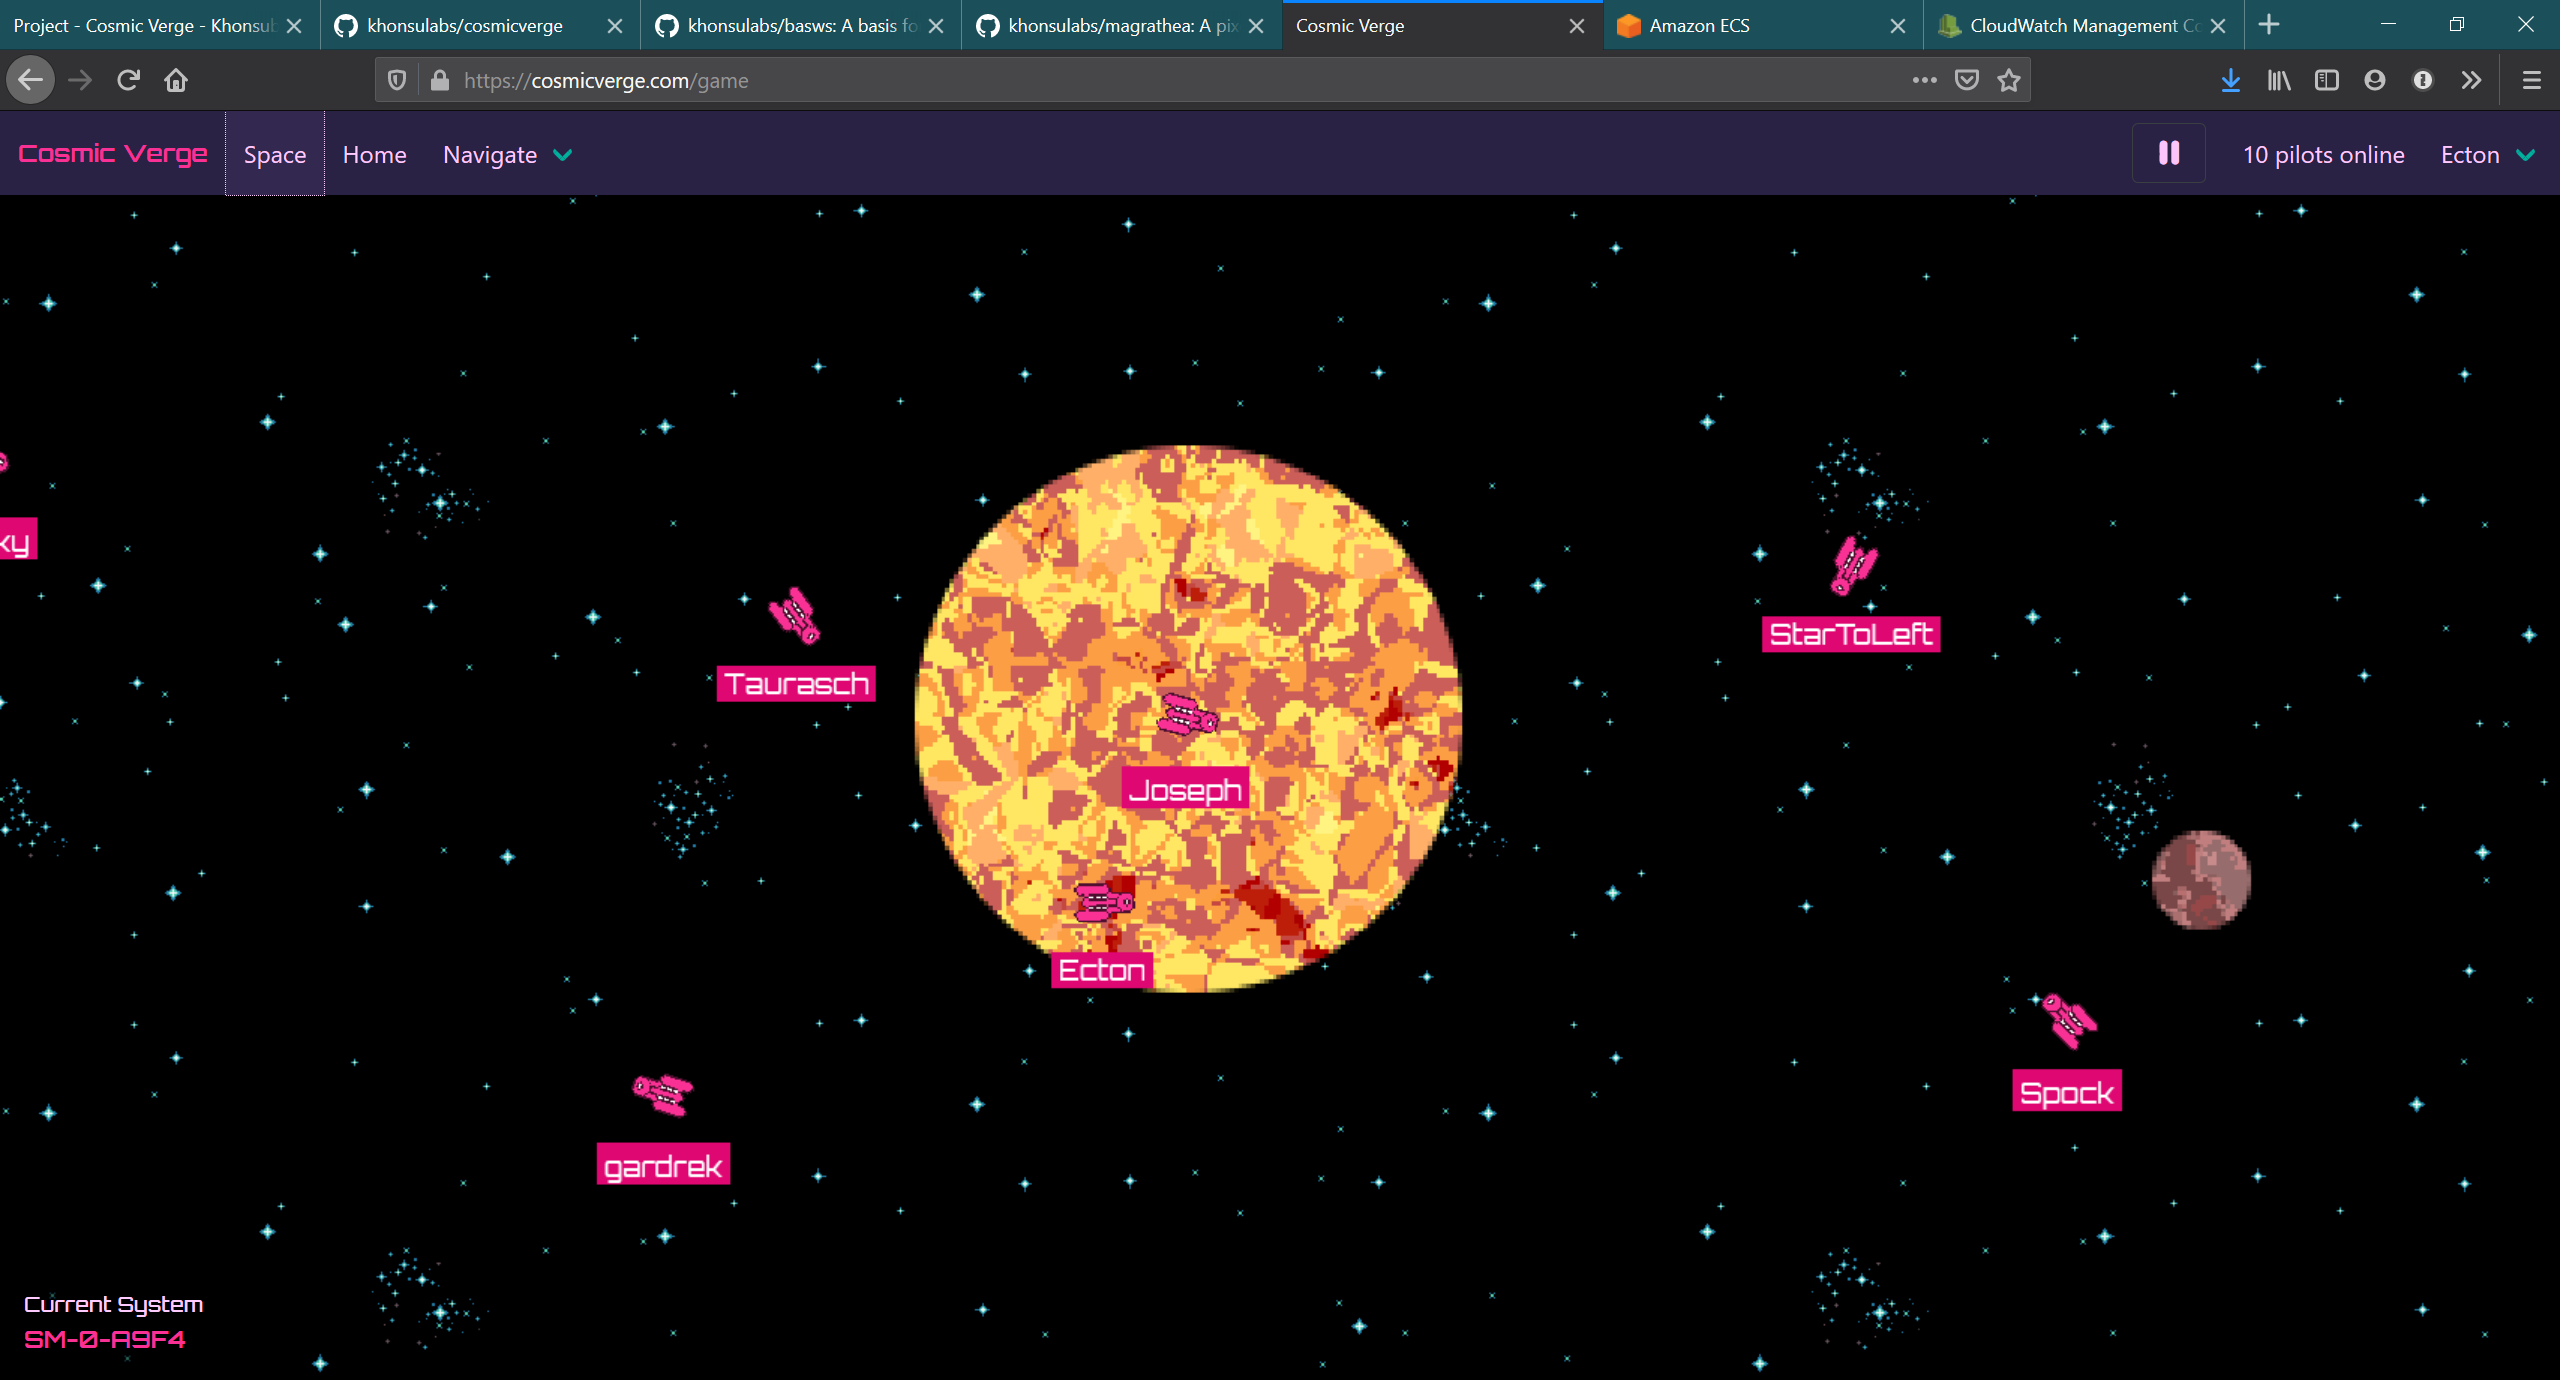 Project - Cosmic Verge - Khonsul
khonsulabs/cosmicverge
khonsulabs/basws: A basis fo
khonsulabs/magrathea: A pix
Cosmic Verge
Amazon ECS
CloudWatch Management Co
https://cosmicverge.com/game
Cosmic Verge
Space
Home
Navigate
10 pilots online
Ecton
ky
StarToLeft
Taurasch
Joseph
Ecton
Spock
gardrek
Current System
SM-0-A9F4